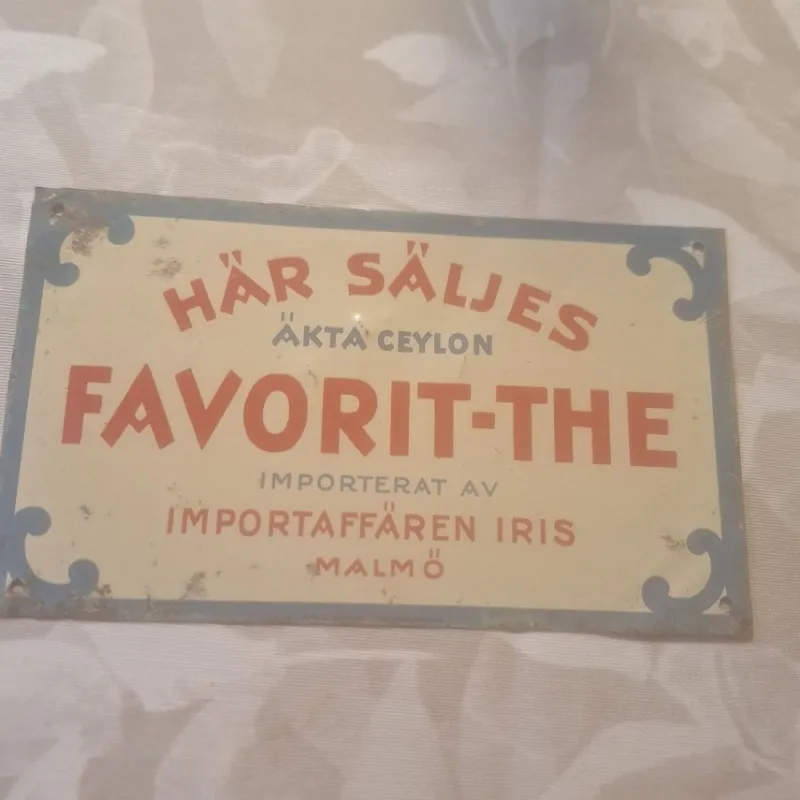 HÄR SÄLJES
ÄKTA CEYLON
FAVORIT-THE
IMPORTERAT AV
IMPORTAFFÄREN IRIS
MALMÖ